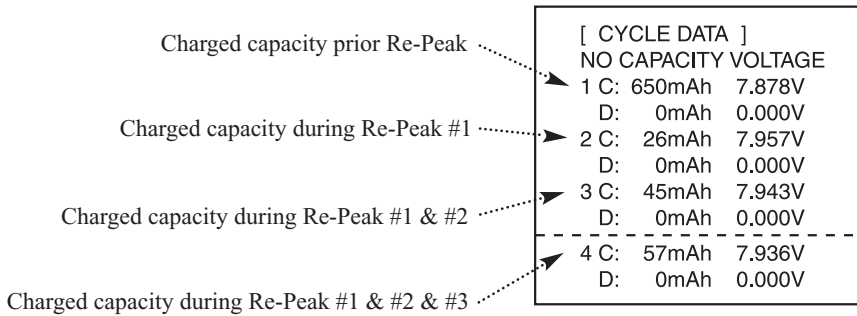 Charged capacity prior Re-Peak
Charged capacity during Re-Peak #1
Charged capacity during Re-Peak #1 & #2
Charged capacity during Re-Peak #1 & #2 & #3
[ CYCLE DATA ]
NO CAPACITY VOLTAGE
1 C: 650mAh 7.878V
D: 0mAh 0.000V
2 C: 26mAh 7.957V
D: 0mAh 0.000V
3 C: 45mAh 7.943V
D: 0mAh 0.000V
4 C: 57mAh 7.936V
D: 0mAh 0.000V